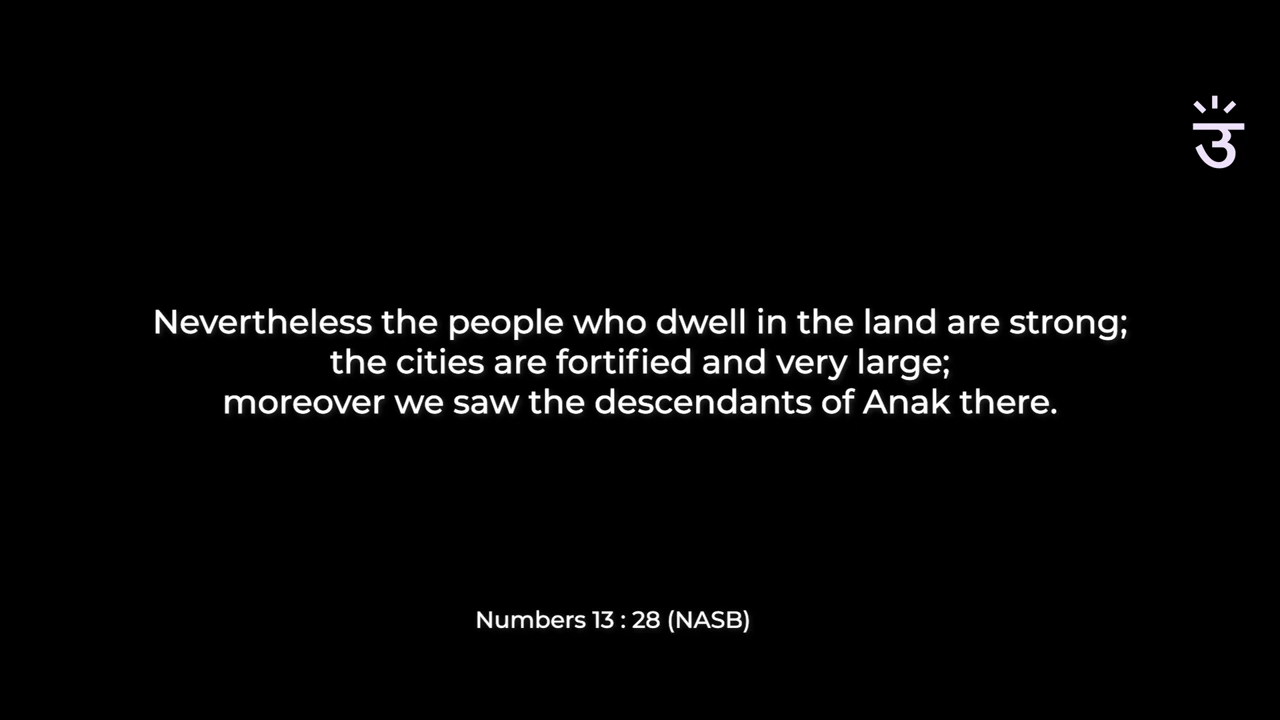 उ
Nevertheless the people who dwell in the land are strong;
the cities are fortified and very large;
moreover we saw the descendants of Anak there.
Numbers 13 : 28 (NASB)